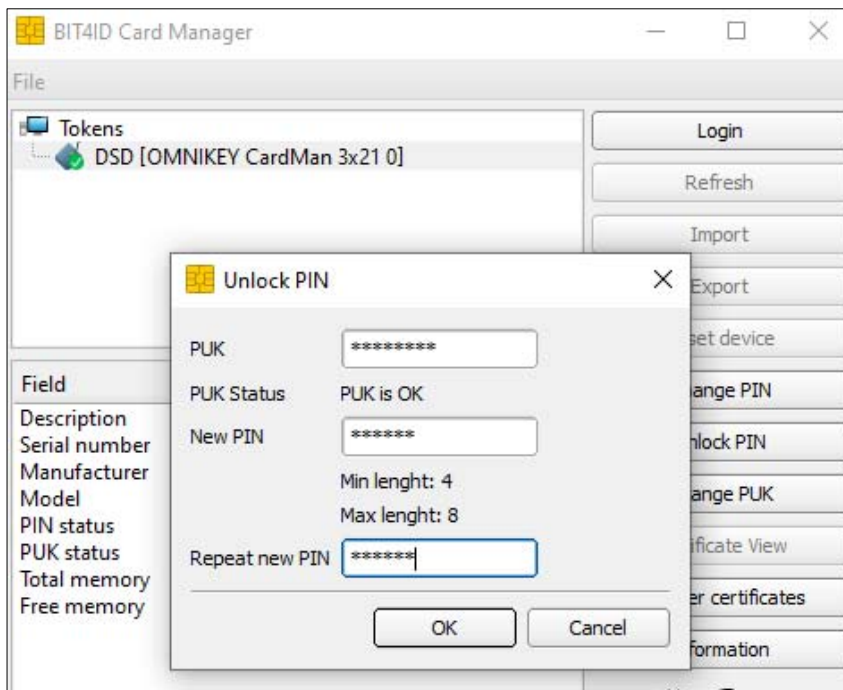 BIT4ID Card Manager
File
Tokens
DSD [OMNIKEY CardMan 3x21 0]
Login
Refresh
Import
Export
set device
ange PIN
nlock PIN
ange PUK
ificate View
er certificates
formation
Unlock PIN
PUK ********
PUK Status PUK is OK
New PIN ******
Min lenght: 4
Max lenght: 8
Repeat new PIN ******
OK Cancel
Field
Description
Serial number
Manufacturer
Model
PIN status
PUK status
Total memory
Free memory